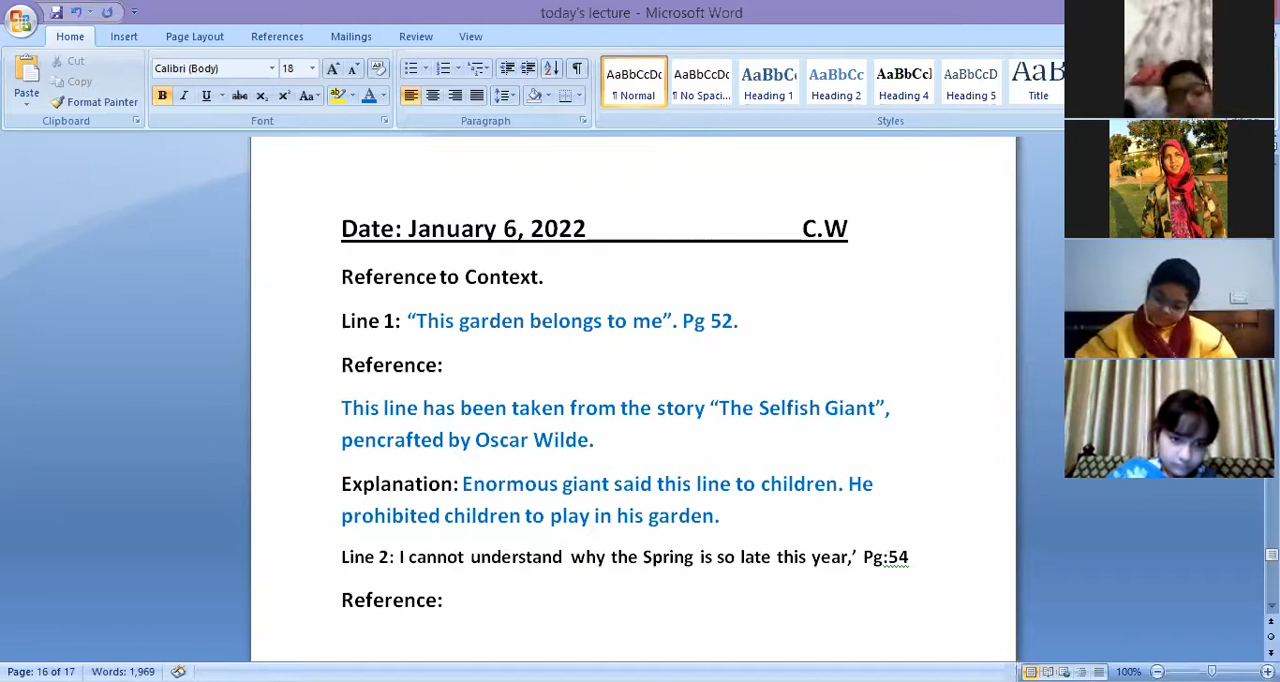 today's lecture - Microsoft Word
Home Insert Page Layout References Mailings Review View
Paste
Cut
Copy
Format Painter
Clipboard
Calibri (Body) 18
Font
Paragraph
AaBbCcDc AaBbCcDc AaBbC AaBbCc AaBbCcI AaBbCcD AaB
¶ Normal ¶ No Spaci... Heading 1 Heading 2 Heading 4 Heading 5 Title
Styles
Date: January 6, 2022 C.W
Reference to Context.
Line 1: “This garden belongs to me”. Pg 52.
Reference:
This line has been taken from the story “The Selfish Giant”,
pencrafted by Oscar Wilde.
Explanation: Enormous giant said this line to children. He
prohibited children to play in his garden.
Line 2: I cannot understand why the Spring is so late this year,’ Pg:54
Reference:
Page: 16 of 17 Words: 1,969 100%